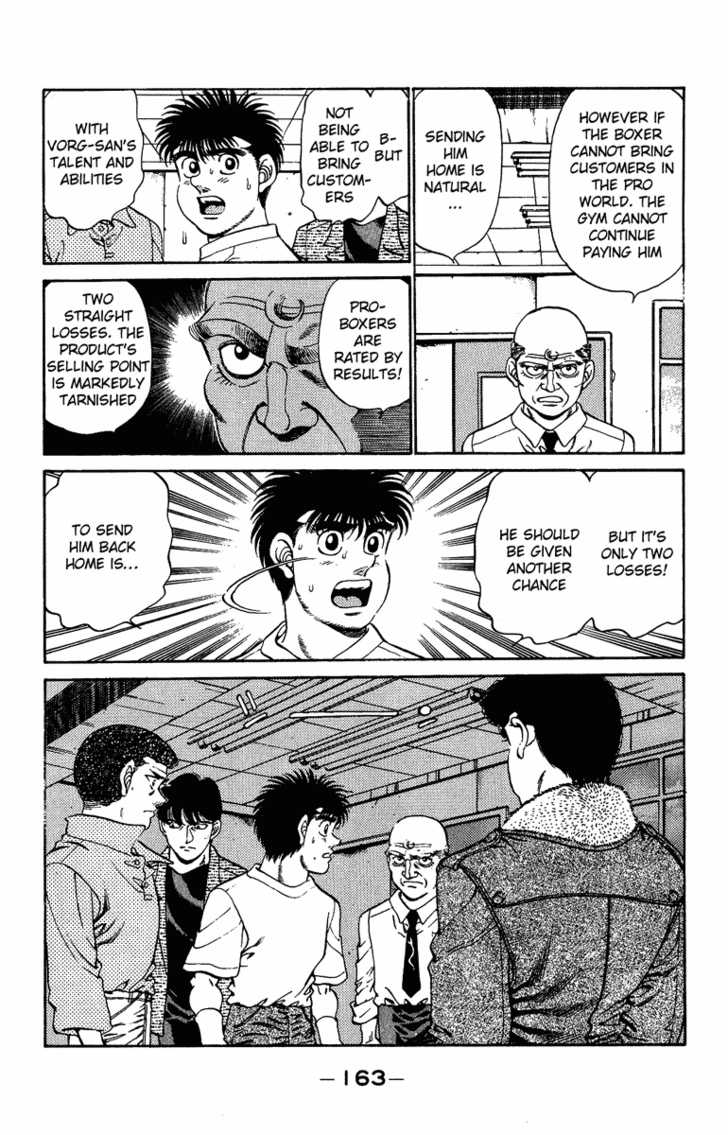 HOWEVER IF
THE BOXER
CANNOT BRING
CUSTOMERS IN
THE PRO
WORLD. THE
GYM CANNOT
CONTINUE
PAYING HIM
SENDING
HIM
HOME IS
NATURAL
...
B-
BUT
NOT
BEING
ABLE TO
BRING
CUSTOM-
ERS
WITH
VORG-SAN'S
TALENT AND
ABILITIES
PRO-
BOXERS
ARE
RATED BY
RESULTS!
TWO
STRAIGHT
LOSSES. THE
PRODUCT'S
SELLING POINT
IS MARKEDLY
TARNISHED
BUT IT'S
ONLY TWO
LOSSES!
HE SHOULD
BE GIVEN
ANOTHER
CHANCE
TO SEND
HIM BACK
HOME IS...
-163-